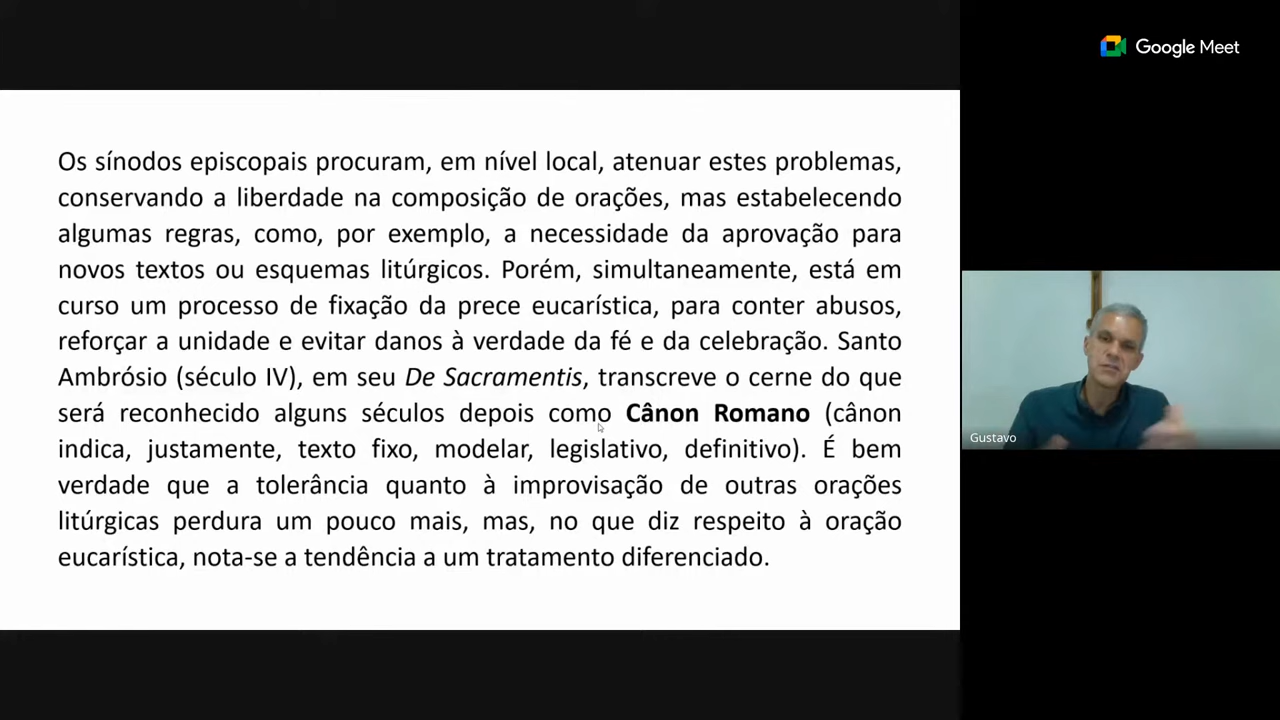 Google Meet
Os sínodos episcopais procuram, em nível local, atenuar estes problemas,
conservando a liberdade na composição de orações, mas estabelecendo
algumas regras, como, por exemplo, a necessidade da aprovação para
novos textos ou esquemas litúrgicos. Porém, simultaneamente, está em
curso um processo de fixação da prece eucarística, para conter abusos,
reforçar a unidade e evitar danos à verdade da fé e da celebração. Santo
Ambrósio (século IV), em seu De Sacramentis, transcreve o cerne do que
será reconhecido alguns séculos depois como Cânon Romano (cânon
indica, justamente, texto fixo, modelar, legislativo, definitivo). É bem
verdade que a tolerância quanto à improvisação de outras orações
litúrgicas perdura um pouco mais, mas, no que diz respeito à oração
eucarística, nota-se a tendência a um tratamento diferenciado.
Gustavo